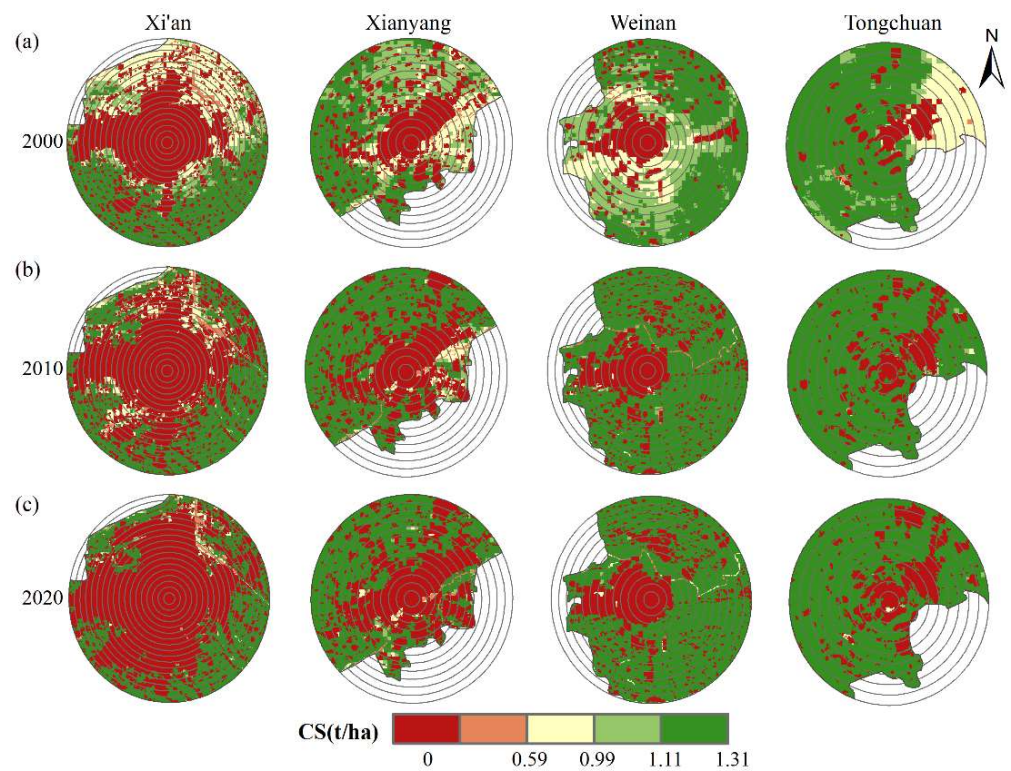 Xi'an Xianyang Weinan Tongchuan
(a)
N
2000
(b)
2010
(c)
2020
CS(t/ha)
0 0.59 0.99 1.11 1.31